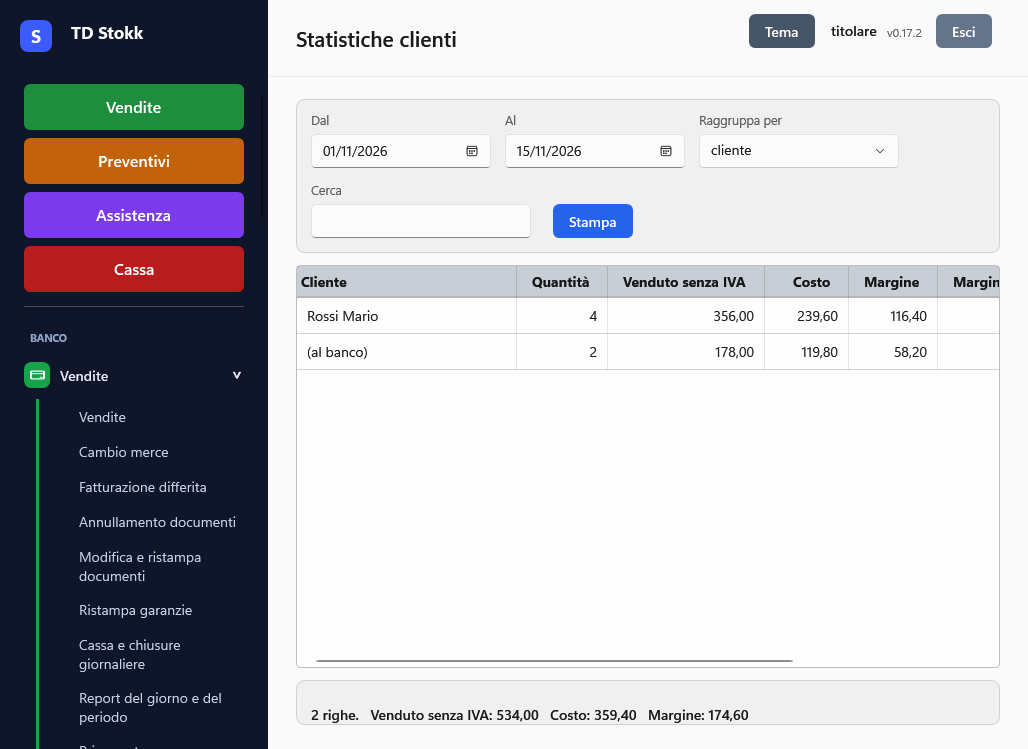 S
TD Stokk
Vendite
Preventivi
Assistenza
Cassa
BANCO
Vendite
Vendite
Cambio merce
Fatturazione differita
Annullamento documenti
Modifica e ristampa
documenti
Ristampa garanzie
Cassa e chiusure
giornaliere
Report del giorno e del
periodo
Statistiche clienti
Tema
titolare
v0.17.2
Esci
Dal
Al
Raggruppa per
01/11/2026
15/11/2026
cliente
Cerca
Stampa
Cliente Quantità Venduto senza IVA Costo Margine Margin
Rossi Mario 4 356,00 239,60 116,40
(al banco) 2 178,00 119,80 58,20
2 righe. Venduto senza IVA: 534,00 Costo: 359,40 Margine: 174,60